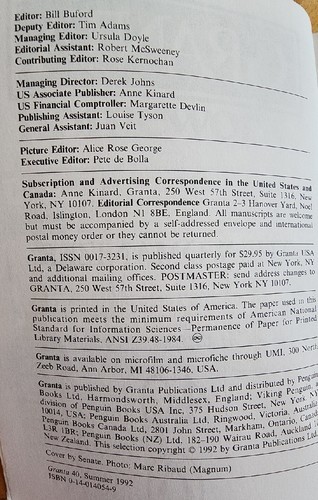 Editor: Bill Buford
Deputy Editor: Tim Adams
Managing Editor: Ursula Doyle
Editorial Assistant: Robert McSweeney
Contributing Editor: Rose Kernochan
Managing Director: Derek Johns
US Associate Publisher: Anne Kinard
US Financial Comptroller: Margarette Devlin
Publishing Assistant: Louise Tyson
General Assistant: Juan Veit
Picture Editor: Alice Rose George
Executive Editor: Pete de Bolla
Subscription and Advertising Correspondence in the United States and
Canada: Anne Kinard, Granta, 250 West 57th Street, Suite 1316, New
York, NY 10107. Editorial Correspondence Granta 2-3 Hanover Yard, Noel
Road, Islington, London N1 8BE, England. All manuscripts are welcome
but must be accompanied by a self-addressed envelope and international
postal money order or they cannot be returned.
Granta, ISSN 0017-3231, is published quarterly for $29.95 by Granta USA
Ltd, a Delaware corporation. Second class postage paid at New York, NY
and additional mailing offices. POSTMASTER: send address changes to
GRANTA, 250 West 57th Street, Suite 1316, New York NY 10107.
Granta is printed in the United States of America. The paper used in this
publication meets the minimum requirements of American National
Standard for Information Sciences—Permanence of Paper for Printed
Library Materials, ANSI Z39.48-1984.
Granta is available on microfilm and microfiche through UMI, 300 North
Zeeb Road, Ann Arbor, MI 48106-1346, USA.
Granta is published by Granta Publications Ltd and distributed by Penguin
Books Ltd, Harmondsworth, Middlesex, England; Viking Penguin, a
division of Penguin Books USA Inc, 375 Hudson Street, New York, NY
10014, USA; Penguin Books Australia Ltd, Ringwood, Victoria, Australia
Penguin Books Canada Ltd, 2801 John Street, Markham, Ontario, Canada
L3R 1B4; Penguin Books (NZ) Ltd, 182-190 Wairau Road, Auckland
New Zealand. This selection copyright © 1992 by Granta Publications Ltd.
Cover by Senate. Photo: Marc Ribaud (Magnum)
Granta 40, Summer 1992
ISBN 0-14-014054-9